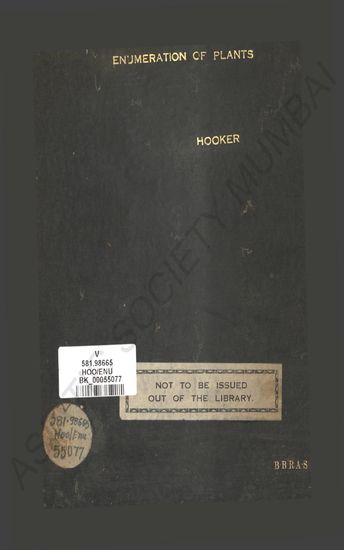 ENUMERATION OF PLANTS
HOOKER
V
581.98665
HOO/ENU
BK_00055077
NOT TO BE ISSUED
OUT OF THE LIBRARY.
581.98665
Hoo/Enu
55077
BBRAS
ASIATIC SOCIETY MUMBAI